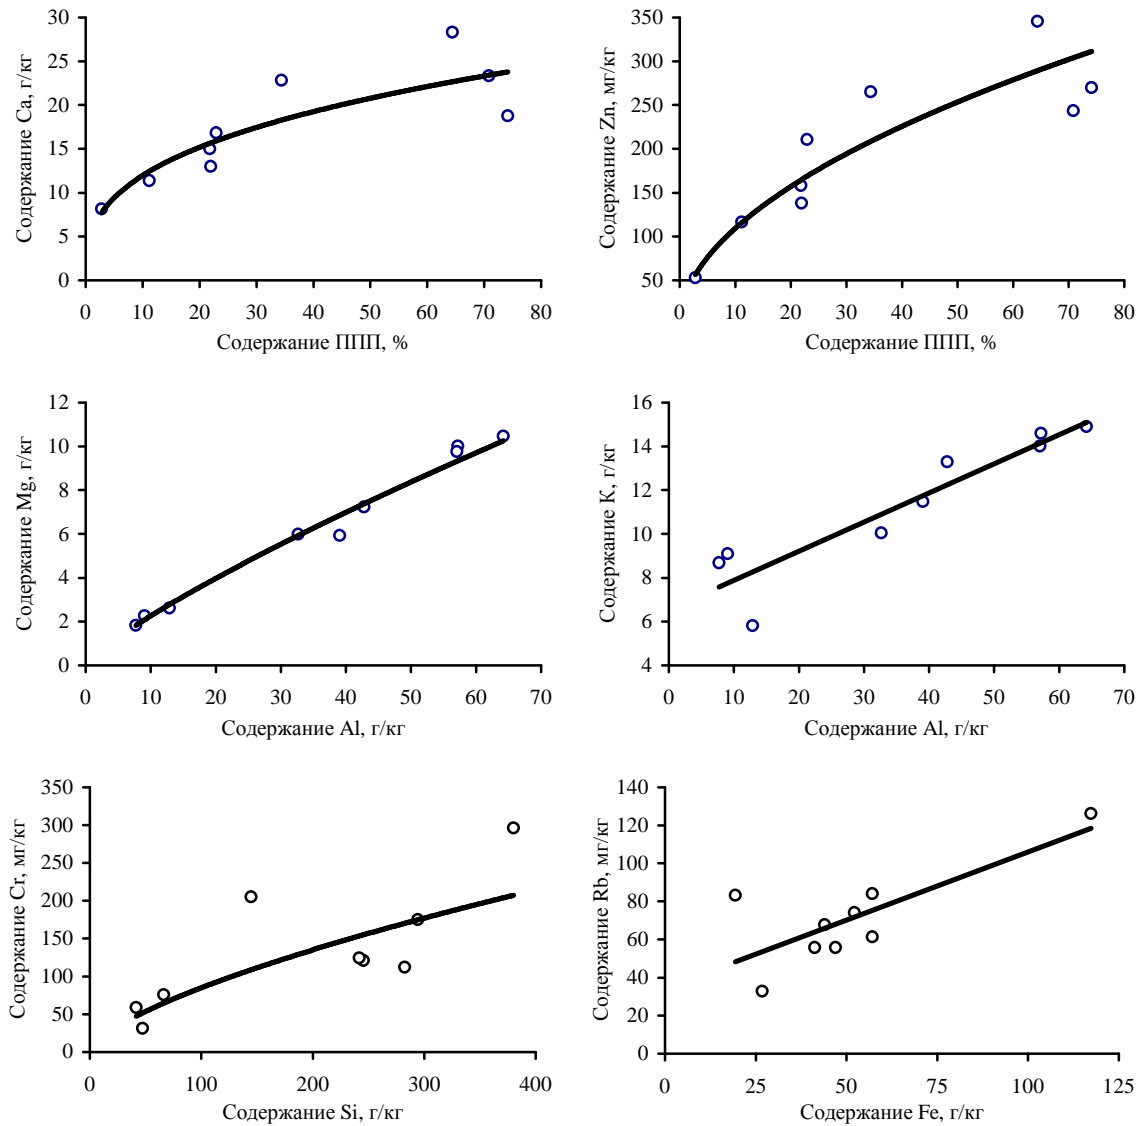 Содержание Ca, г/кг
30
25
20
15
10
5
0
0 10 20 30 40 50 60 70 80
Содержание ППП, %
Содержание Zn, мг/кг
350
300
250
200
150
100
50
0 10 20 30 40 50 60 70 80
Содержание ППП, %
Содержание Mg, г/кг
12
10
8
6
4
2
0
0 10 20 30 40 50 60 70
Содержание Al, г/кг
Содержание K, г/кг
16
14
12
10
8
6
4
0 10 20 30 40 50 60 70
Содержание Al, г/кг
Содержание Cr, мг/кг
350
300
250
200
150
100
50
0
0 100 200 300 400
Содержание Si, г/кг
Содержание Rb, мг/кг
140
120
100
80
60
40
20
0
0 25 50 75 100 125
Содержание Fe, г/кг